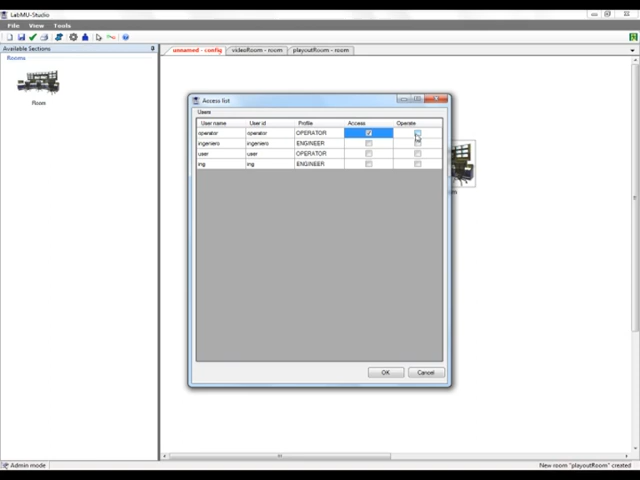 LabMU-Studio
File View Tools
Available Sections
Rooms
Room
unnamed - config videoRoom - room playoutRoom - room
Access list
Users
User name User id Profile Access Operate
operator operator OPERATOR
ingeniero ingeniero ENGINEER
user user OPERATOR
ing ing ENGINEER
OK Cancel
Admin mode New room "playoutRoom" created